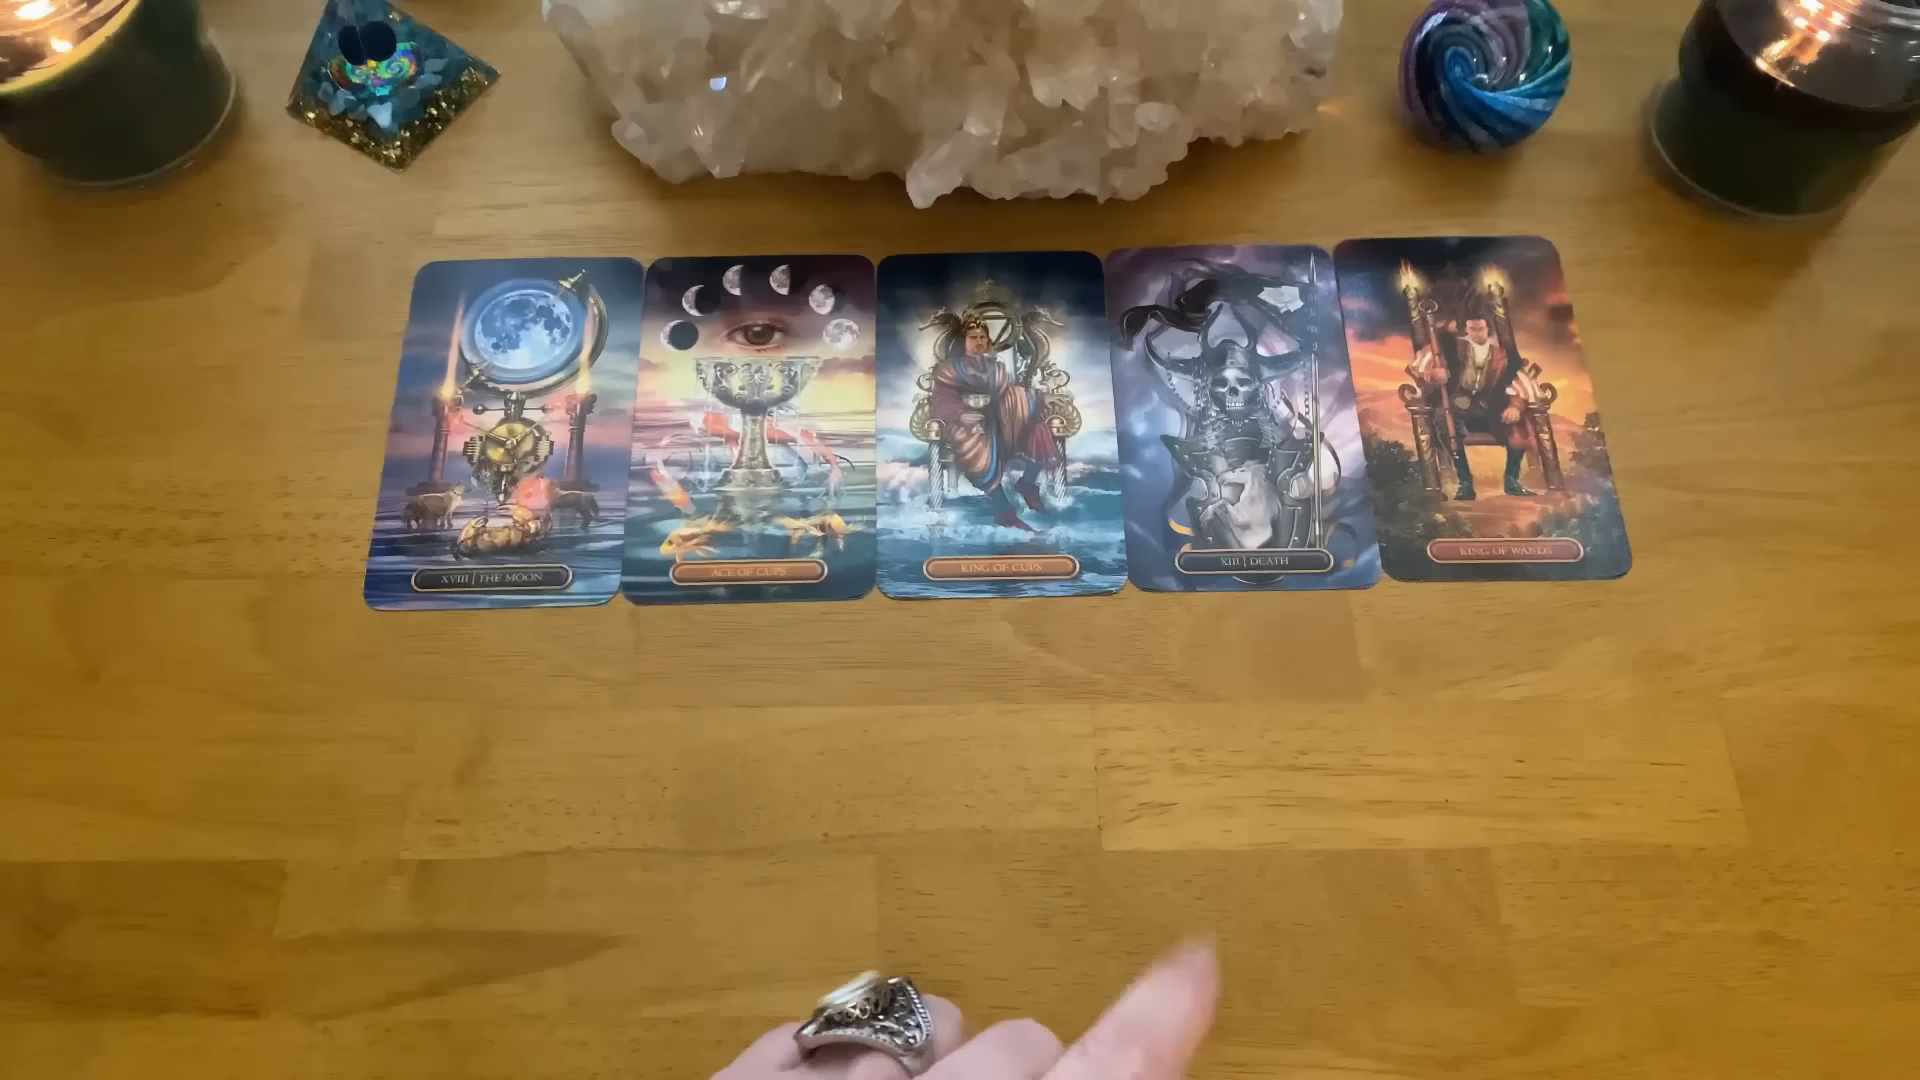 XVIII | THE MOON
ACE OF CUPS
KING OF CUPS
XIII | DEATH
KING OF WANDS